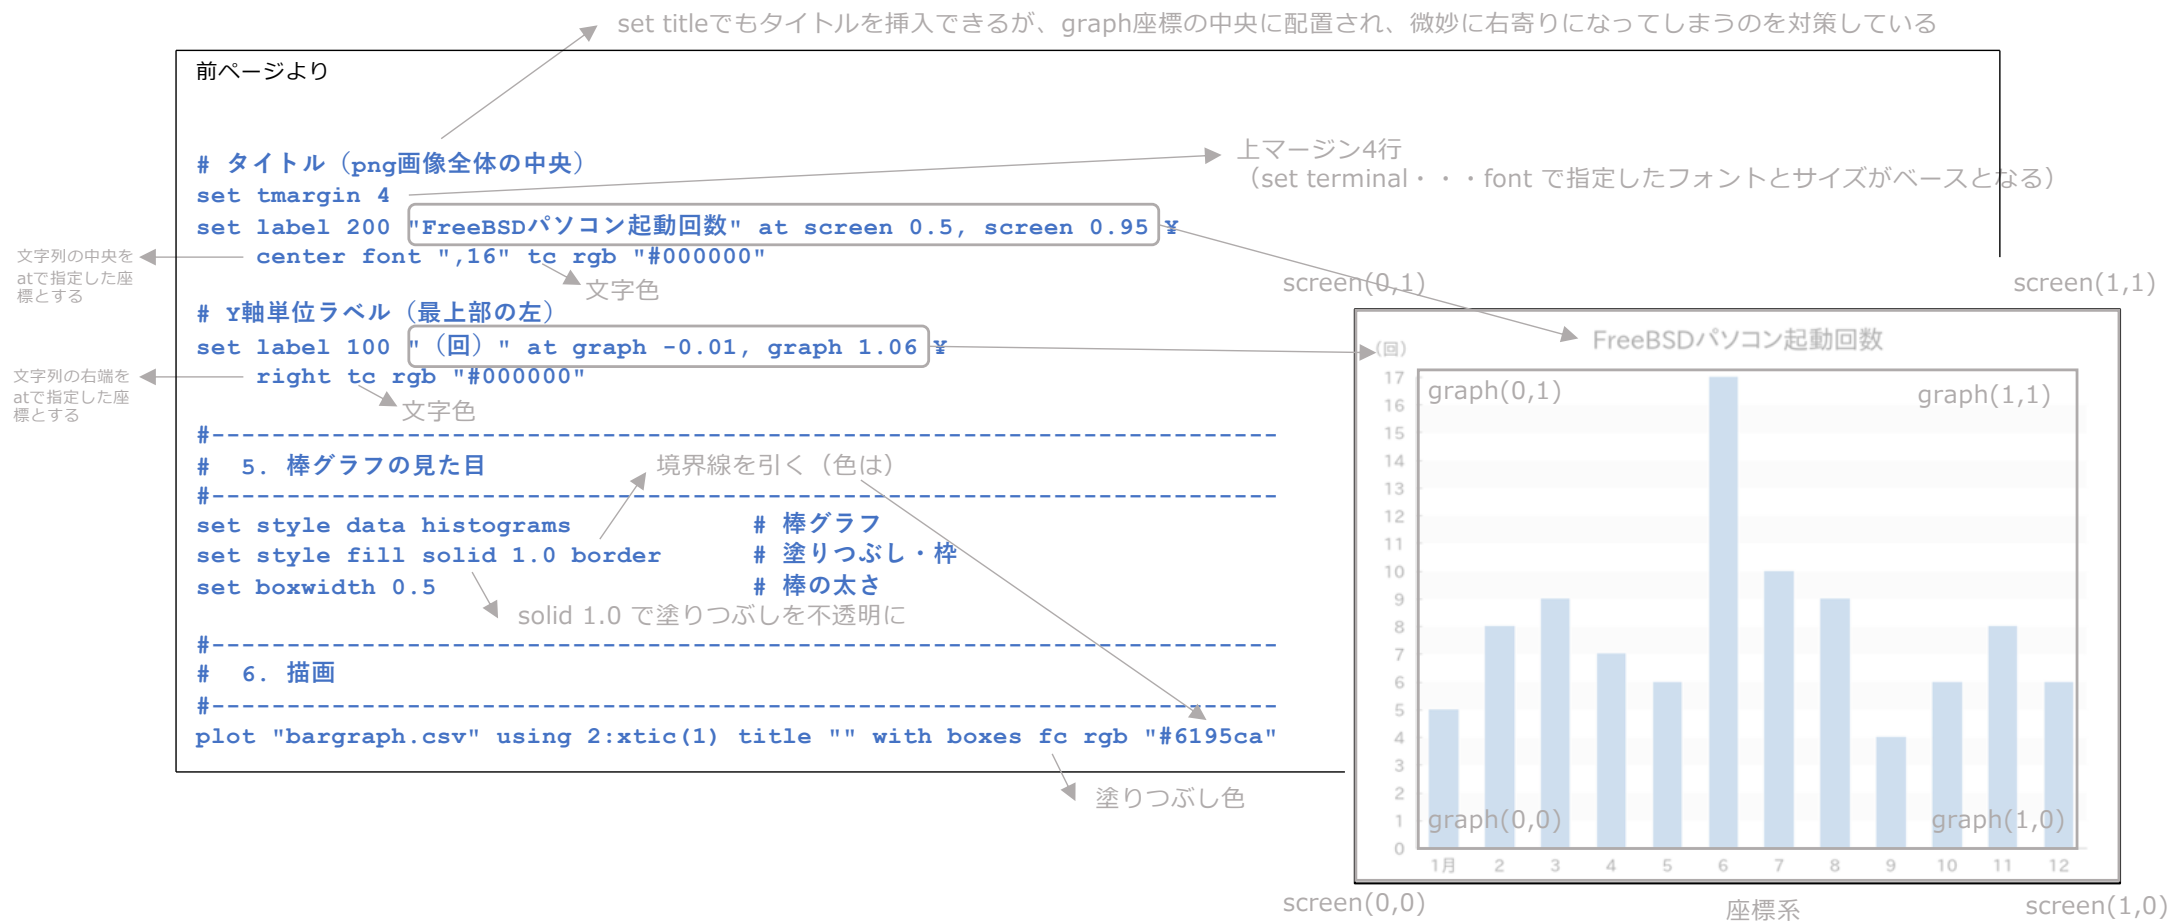 set titleでもタイトルを挿入できるが、graph座標の中央に配置され、微妙に右寄りになってしまうのを対策している
前ページより
# タイトル（png画像全体の中央）
set tmargin 4
上マージン4行
（set terminal・・・font で指定したフォントとサイズがベースとなる）
set label 200 "FreeBSDパソコン起動回数" at screen 0.5, screen 0.95 ¥
center font ",16" tc rgb "#000000"
文字列の中央を
atで指定した座
標とする
文字色
# Y軸単位ラベル（最上部の左）
set label 100 "（回）" at graph -0.01, graph 1.06 ¥
right tc rgb "#000000"
文字列の右端を
atで指定した座
標とする
文字色
#-----------------------------------------------------------------------
#  5. 棒グラフの見た目
境界線を引く（色は）
#-----------------------------------------------------------------------
set style data histograms # 棒グラフ
set style fill solid 1.0 border # 塗りつぶし・枠
set boxwidth 0.5 # 棒の太さ
solid 1.0 で塗りつぶしを不透明に
#-----------------------------------------------------------------------
#  6. 描画
#-----------------------------------------------------------------------
plot "bargraph.csv" using 2:xtic(1) title "" with boxes fc rgb "#6195ca"
塗りつぶし色
screen(0,1)
screen(1,1)
FreeBSDパソコン起動回数
(回)
graph(0,1)
graph(1,1)
17
16
15
14
13
12
11
10
9
8
7
6
5
4
3
2
1
0
graph(0,0)
graph(1,0)
1月 2 3 4 5 6 7 8 9 10 11 12
screen(0,0)
座標系
screen(1,0)